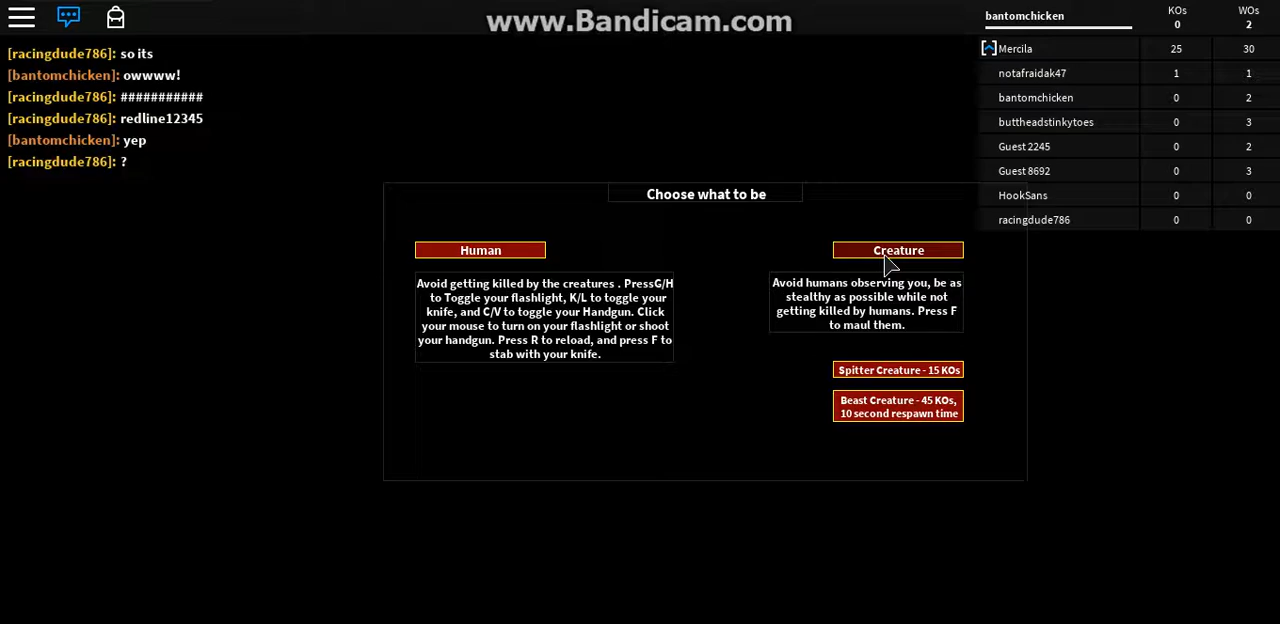 www.Bandicam.com
bantomchicken KOs WOs
0 2
[racingdude786]: so its
[bantomchicken]: owwww!
[racingdude786]: ###########
[racingdude786]: redline12345
[bantomchicken]: yep
[racingdude786]: ?
Mercila 25 30
notafraidak47 1 1
bantomchicken 0 2
buttheadstinkytoes 0 3
Guest 2245 0 2
Guest 8692 0 3
HookSans 0 0
racingdude786 0 0
Choose what to be
Human
Avoid getting killed by the creatures . PressG/H
to Toggle your flashlight, K/L to toggle your
knife, and C/V to toggle your Handgun. Click
your mouse to turn on your flashlight or shoot
your handgun. Press R to reload, and press F to
stab with your knife.
Creature
Avoid humans observing you, be as
stealthy as possible while not
getting killed by humans. Press F
to maul them.
Spitter Creature - 15 KOs
Beast Creature - 45 KOs,
10 second respawn time